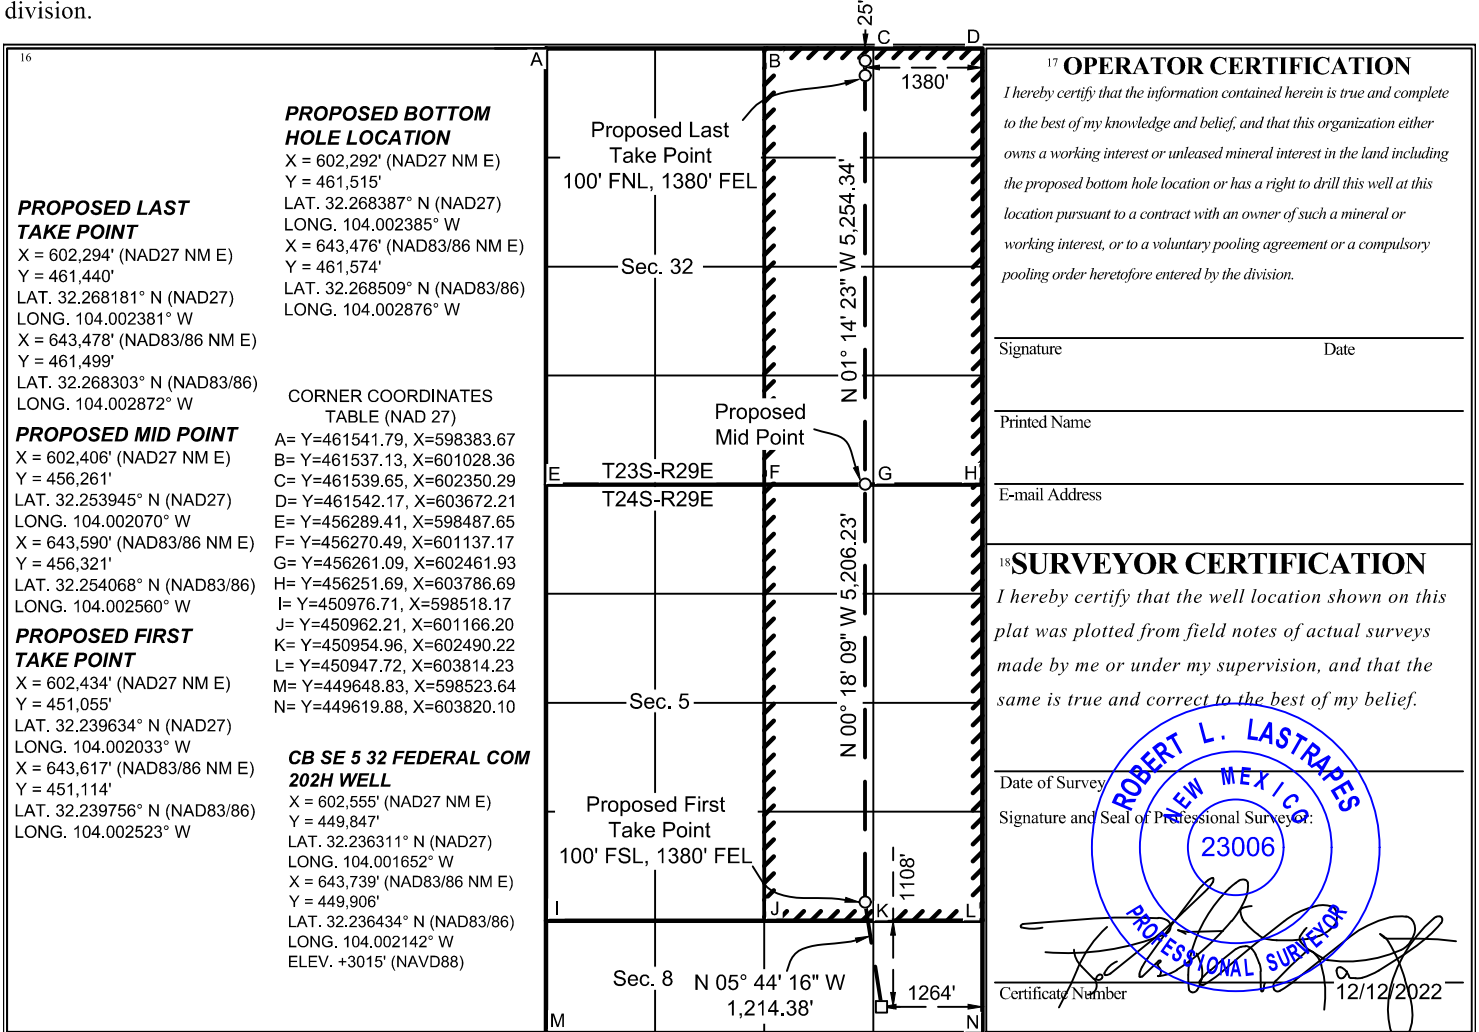 division.
16
PROPOSED BOTTOM
HOLE LOCATION
X = 602,292' (NAD27 NM E)
Y = 461,515'
LAT. 32.268387° N (NAD27)
LONG. 104.002385° W
X = 643,476' (NAD83/86 NM E)
Y = 461,574'
LAT. 32.268509° N (NAD83/86)
LONG. 104.002876° W
PROPOSED LAST
TAKE POINT
X = 602,294' (NAD27 NM E)
Y = 461,440'
LAT. 32.268181° N (NAD27)
LONG. 104.002381° W
X = 643,478' (NAD83/86 NM E)
Y = 461,499'
LAT. 32.268303° N (NAD83/86)
LONG. 104.002872° W
PROPOSED MID POINT
X = 602,406' (NAD27 NM E)
Y = 456,261'
LAT. 32.253945° N (NAD27)
LONG. 104.002070° W
X = 643,590' (NAD83/86 NM E)
Y = 456,321'
LAT. 32.254068° N (NAD83/86)
LONG. 104.002560° W
PROPOSED FIRST
TAKE POINT
X = 602,434' (NAD27 NM E)
Y = 451,055'
LAT. 32.239634° N (NAD27)
LONG. 104.002033° W
X = 643,617' (NAD83/86 NM E)
Y = 451,114'
LAT. 32.239756° N (NAD83/86)
LONG. 104.002523° W
CORNER COORDINATES
TABLE (NAD 27)
A= Y=461541.79, X=598383.67
B= Y=461537.13, X=601028.36
C= Y=461539.65, X=602350.29
D= Y=461542.17, X=603672.21
E= Y=456289.41, X=598487.65
F= Y=456270.49, X=601137.17
G= Y=456261.09, X=602461.93
H= Y=456251.69, X=603786.69
I= Y=450976.71, X=598518.17
J= Y=450962.21, X=601166.20
K= Y=450954.96, X=602490.22
L= Y=450947.72, X=603814.23
M= Y=449648.83, X=598523.64
N= Y=449619.88, X=603820.10
CB SE 5 32 FEDERAL COM
202H WELL
X = 602,555' (NAD27 NM E)
Y = 449,847'
LAT. 32.236311° N (NAD27)
LONG. 104.001652° W
X = 643,739' (NAD83/86 NM E)
Y = 449,906'
LAT. 32.236434° N (NAD83/86)
LONG. 104.002142° W
ELEV. +3015' (NAVD88)
25'
A
B
C
D
1380'
Proposed Last
Take Point
100' FNL, 1380' FEL
N 01° 14' 23" W 5,254.34'
Sec. 32
Proposed
Mid Point
E
T23S-R29E
F
G
H
T24S-R29E
N 00° 18' 09" W 5,206.23'
Sec. 5
Proposed First
Take Point
100' FSL, 1380' FEL
1108'
I
J
K
L
Sec. 8
N 05° 44' 16" W
1,214.38'
1264'
M
N
17 OPERATOR CERTIFICATION
I hereby certify that the information contained herein is true and complete
to the best of my knowledge and belief, and that this organization either
owns a working interest or unleased mineral interest in the land including
the proposed bottom hole location or has a right to drill this well at this
location pursuant to a contract with an owner of such a mineral or
working interest, or to a voluntary pooling agreement or a compulsory
pooling order heretofore entered by the division.
Signature Date
Printed Name
E-mail Address
18 SURVEYOR CERTIFICATION
I hereby certify that the well location shown on this
plat was plotted from field notes of actual surveys
made by me or under my supervision, and that the
same is true and correct to the best of my belief.
Date of Survey
Signature and Seal of Professional Surveyor:
ROBERT L. LASTRAPES
NEW MEXICO
23006
PROFESSIONAL SURVEYOR
Certificate Number
12/12/2022